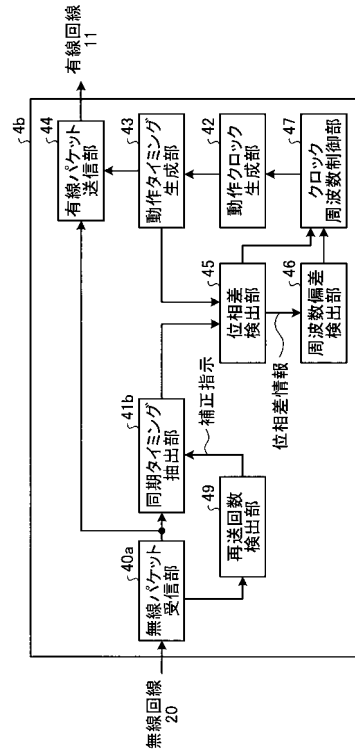 4b
無線回線
20
40a
無線パケット
受信部
41b
同期タイミング
抽出部
補正指示
49
再送回数
検出部
44
有線パケット
送信部
有線回線
11
43
動作タイミング
生成部
42
動作クロック
生成部
45
位相差
検出部
位相差情報
46
周波数偏差
検出部
47
クロック
周波数制御部